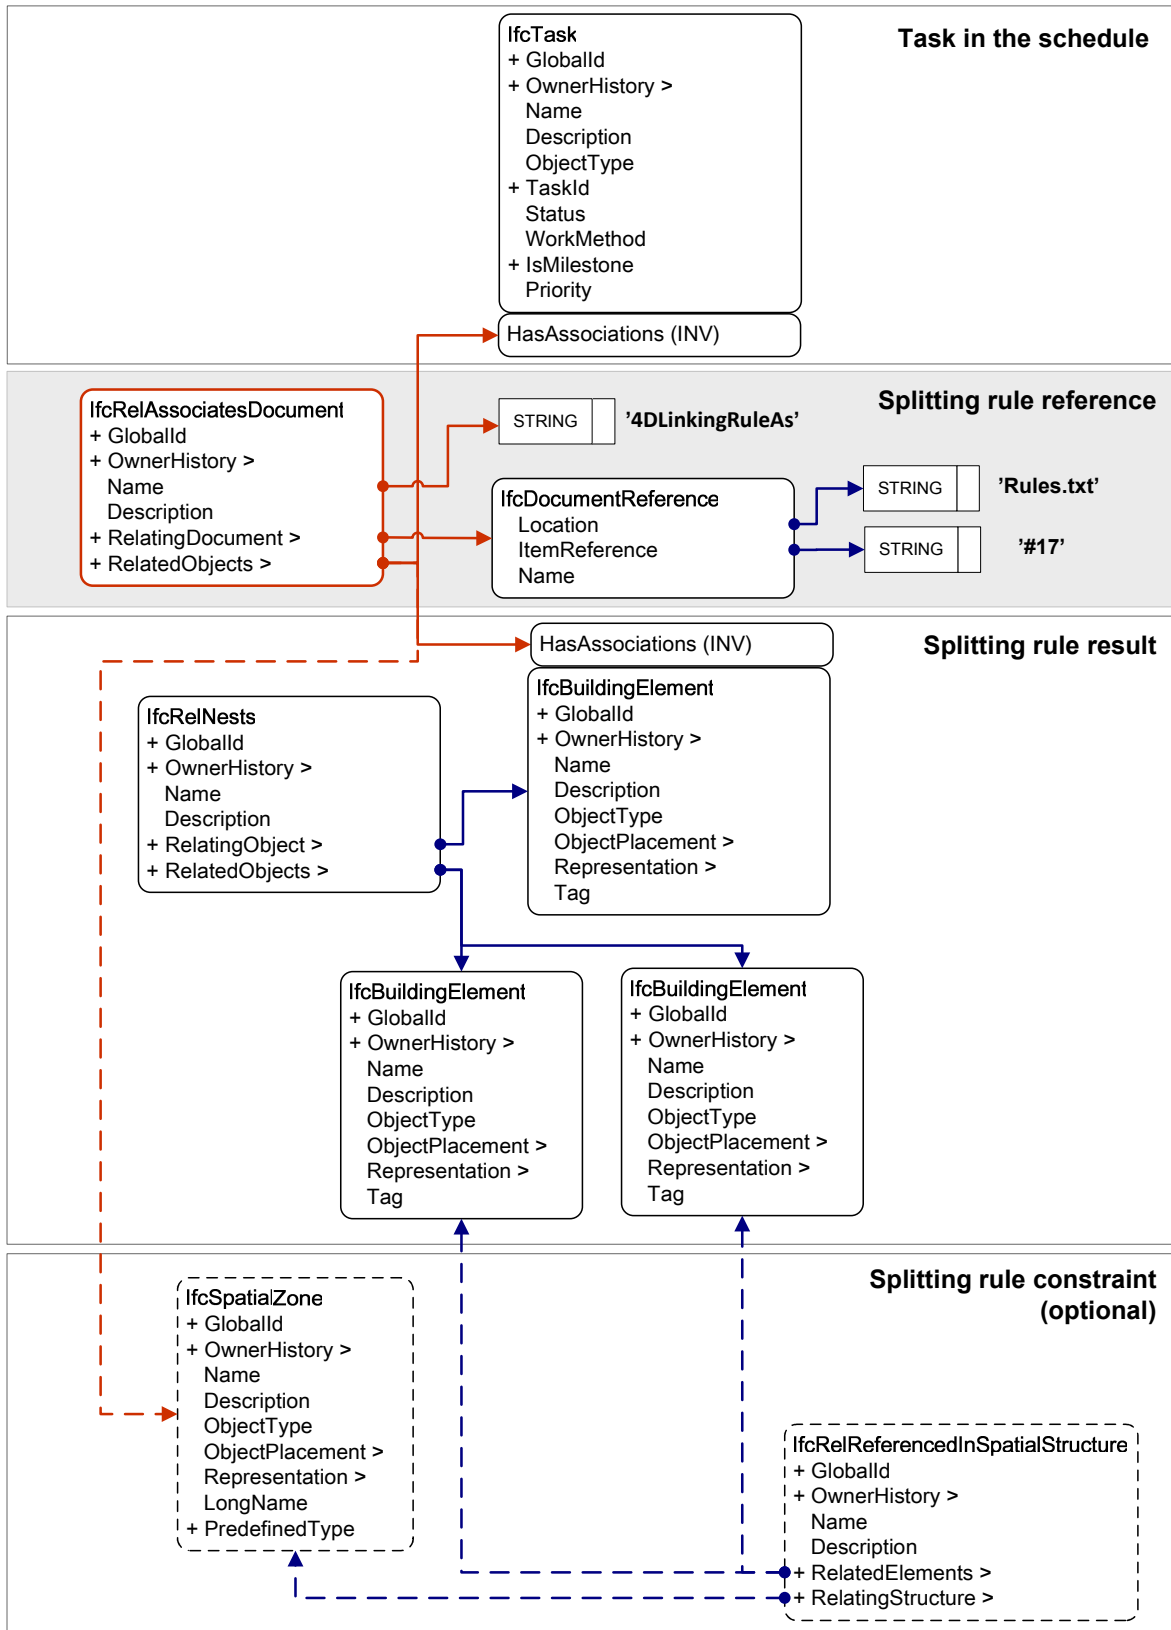 Task in the schedule
IfcTask
+ GlobalId
+ OwnerHistory >
Name
Description
ObjectType
+ TaskId
Status
WorkMethod
+ IsMilestone
Priority
HasAssociations (INV)
Splitting rule reference
IfcRelAssociatesDocument
+ GlobalId
+ OwnerHistory >
Name
Description
+ RelatingDocument >
+ RelatedObjects >
STRING
'4DLinkingRuleAs'
IfcDocumentReference
Location
ItemReference
Name
STRING
'Rules.txt'
STRING
'#17'
Splitting rule result
HasAssociations (INV)
IfcBuildingElement
+ GlobalId
+ OwnerHistory >
Name
Description
ObjectType
ObjectPlacement >
Representation >
Tag
IfcRelNests
+ GlobalId
+ OwnerHistory >
Name
Description
+ RelatingObject >
+ RelatedObjects >
IfcBuildingElement
+ GlobalId
+ OwnerHistory >
Name
Description
ObjectType
ObjectPlacement >
Representation >
Tag
IfcBuildingElement
+ GlobalId
+ OwnerHistory >
Name
Description
ObjectType
ObjectPlacement >
Representation >
Tag
Splitting rule constraint
(optional)
IfcSpatialZone
+ GlobalId
+ OwnerHistory >
Name
Description
ObjectType
ObjectPlacement >
Representation >
LongName
+ PredefinedType
IfcRelReferencedInSpatialStructure
+ GlobalId
+ OwnerHistory >
Name
Description
+ RelatedElements >
+ RelatingStructure >